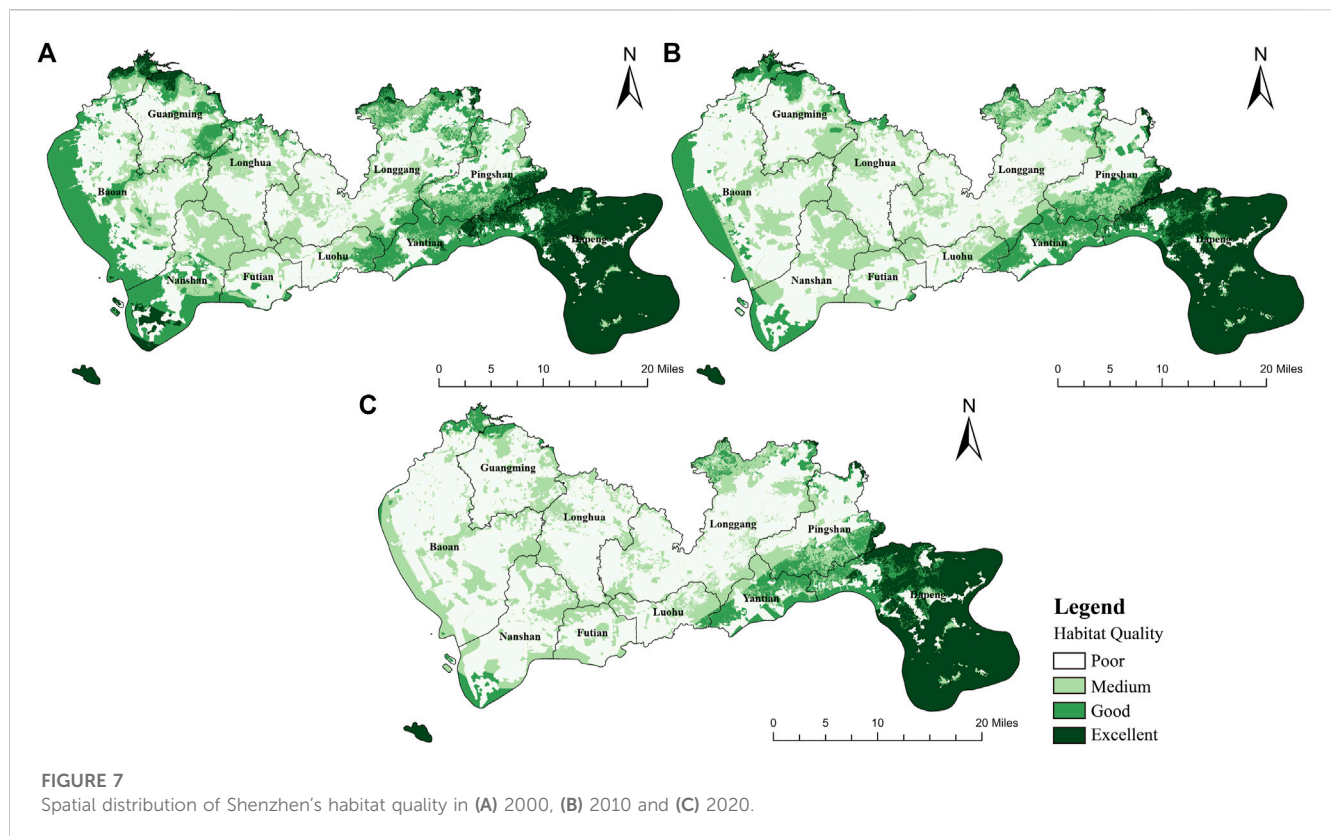 A
N
Guangming
Baoan
Longhua
Longgang
Pingshan
Nanshan
Futian
Luohu
Yantian
Dapeng
0 5 10 20 Miles
B
N
Guangming
Baoan
Longhua
Longgang
Pingshan
Nanshan
Futian
Luohu
Yantian
Dapeng
0 5 10 20 Miles
C
N
Guangming
Baoan
Longhua
Longgang
Pingshan
Nanshan
Futian
Luohu
Yantian
Dapeng
0 5 10 20 Miles
Legend
Habitat Quality
Poor
Medium
Good
Excellent
FIGURE 7
Spatial distribution of Shenzhen's habitat quality in (A) 2000, (B) 2010 and (C) 2020.